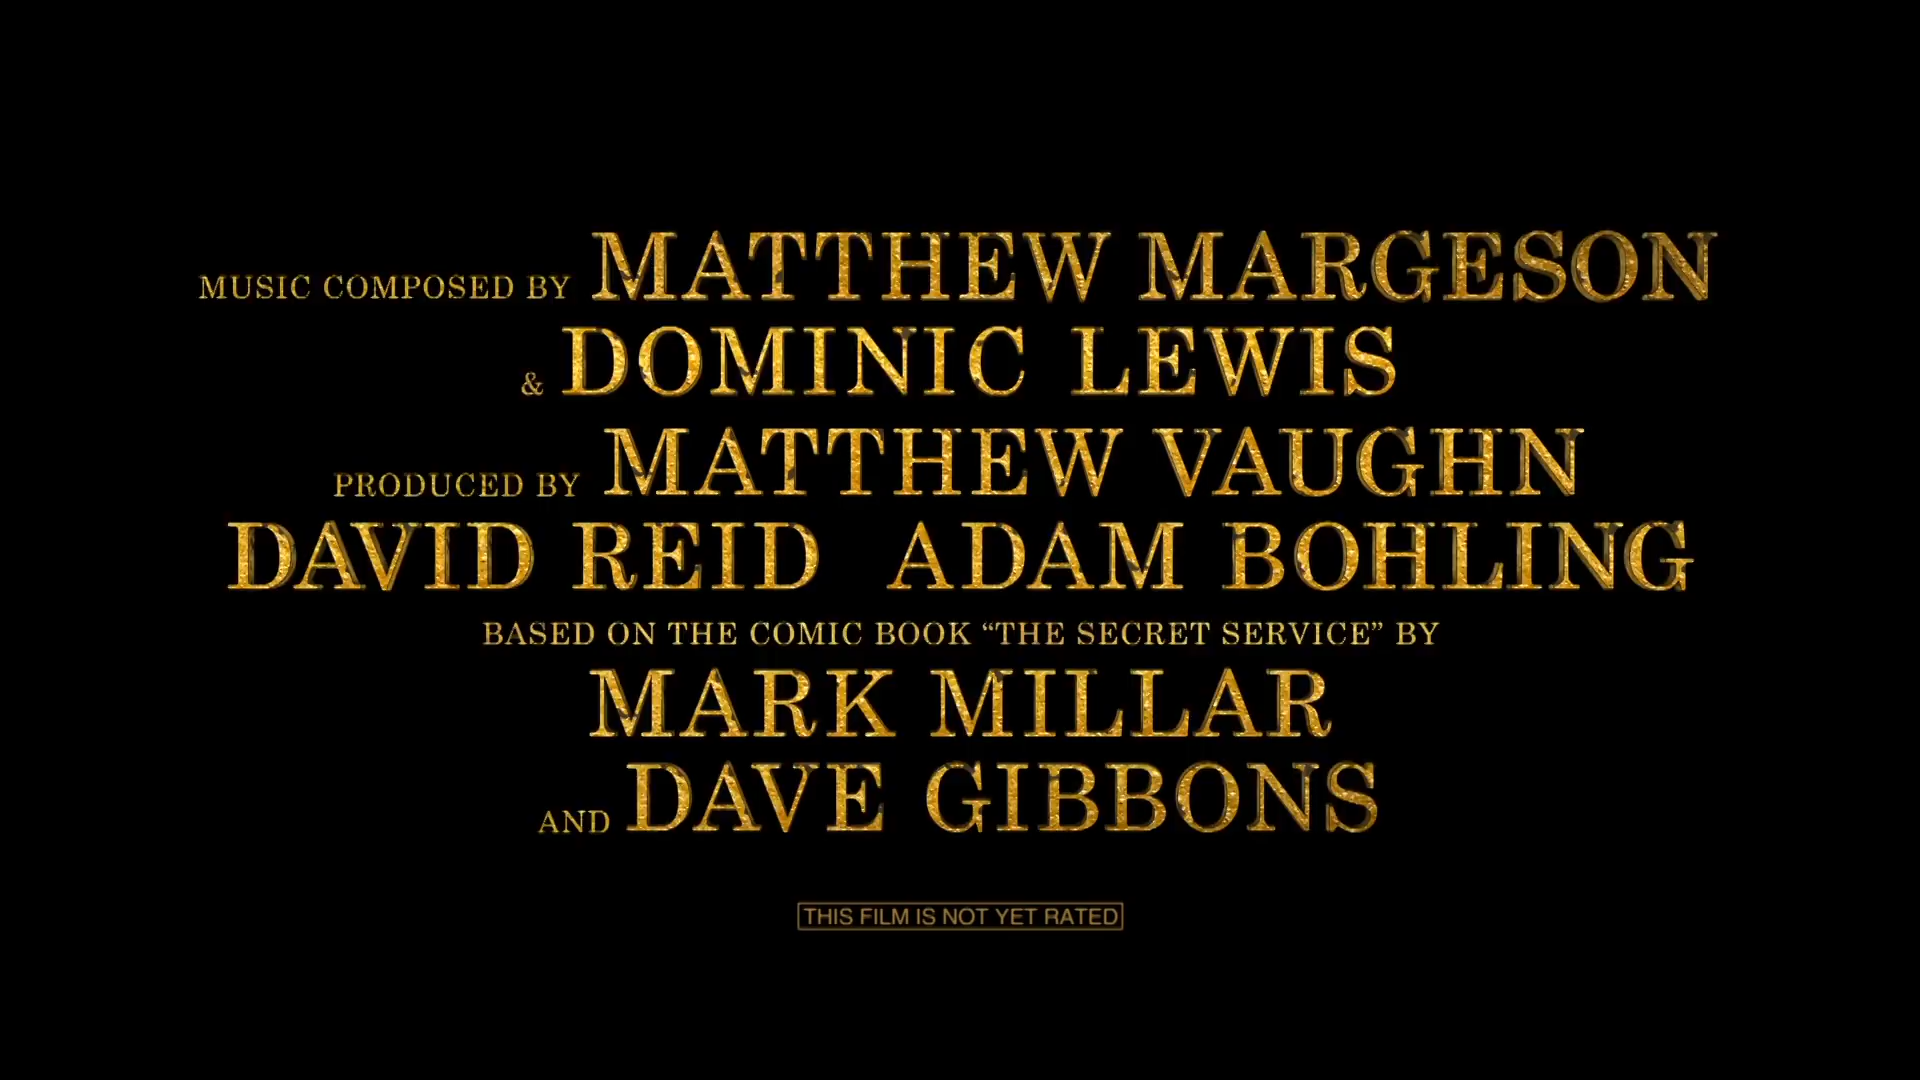 MUSIC COMPOSED BY MATTHEW MARGESON
& DOMINIC LEWIS
PRODUCED BY MATTHEW VAUGHN
DAVID REID ADAM BOHLING
BASED ON THE COMIC BOOK “THE SECRET SERVICE” BY
MARK MILLAR
AND DAVE GIBBONS
THIS FILM IS NOT YET RATED